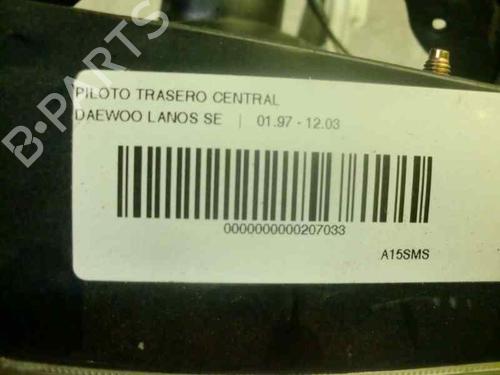 B-PARTS
PILOTO TRASERO CENTRAL
DAEWOO LANOS SE | 01.97 - 12.03
0000000000207033
A15SMS